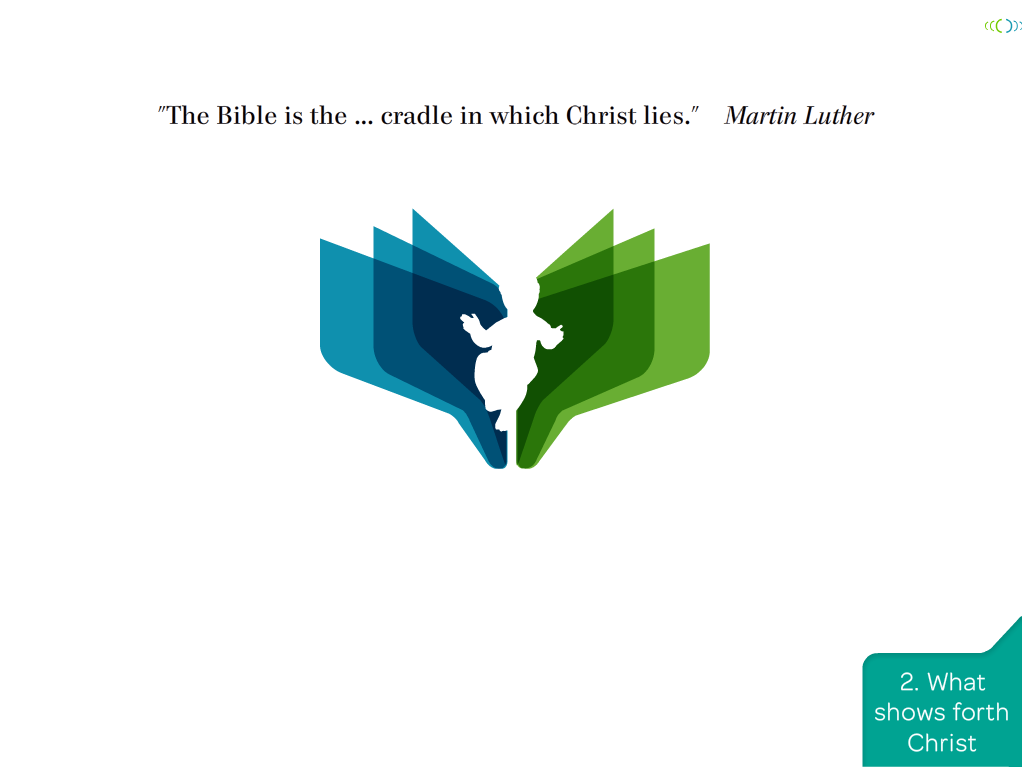 "The Bible is the ... cradle in which Christ lies." Martin Luther
2. What
shows forth
Christ